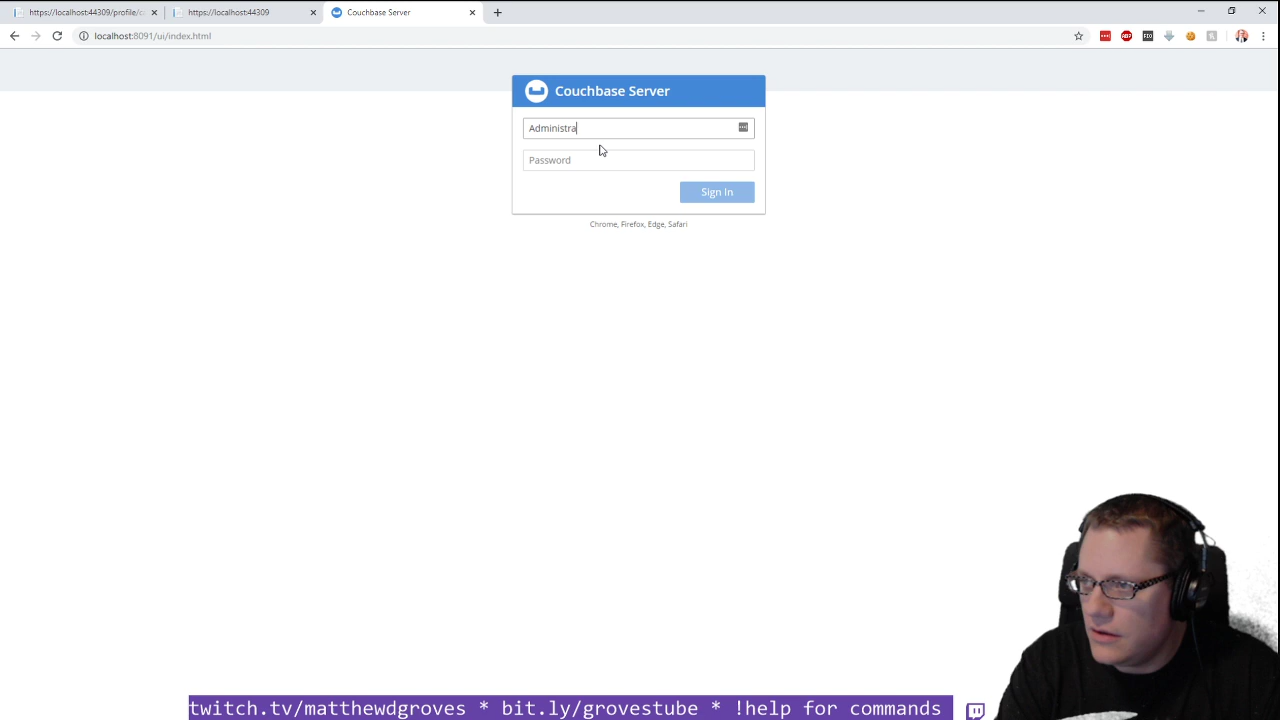 https://localhost:44309/profile/c
https://localhost:44309
Couchbase Server
localhost:8091/ui/index.html
Couchbase Server
Administra
Password
Sign In
Chrome, Firefox, Edge, Safari
twitch.tv/matthewdgroves * bit.ly/grovestube * !help for commands